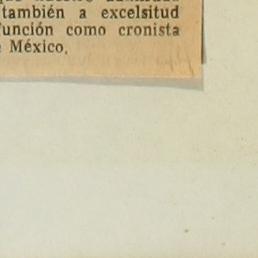 también a excelsitud
función como cronista
México,